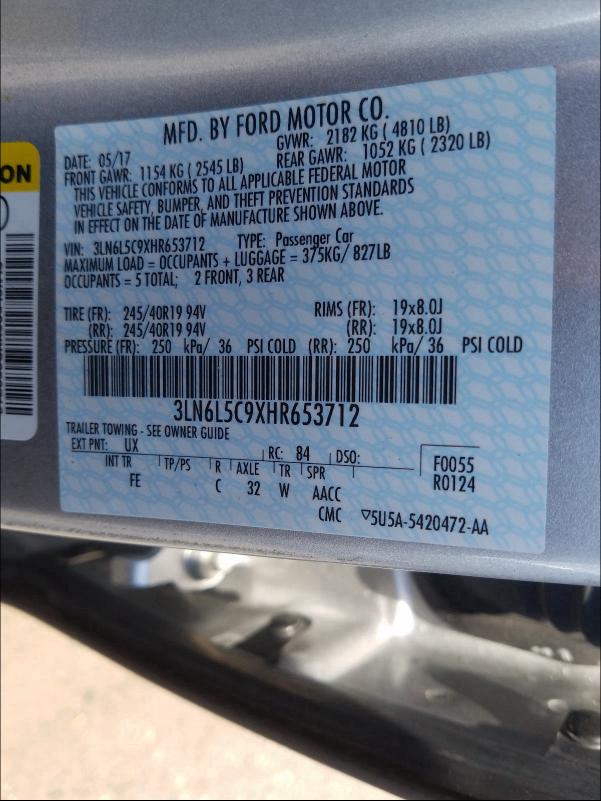 MFD. BY FORD MOTOR CO.
DATE: 05/17 GVWR: 2182 KG ( 4810 LB)
FRONT GAWR: 1154 KG ( 2545 LB) REAR GAWR: 1052 KG ( 2320 LB)
THIS VEHICLE CONFORMS TO ALL APPLICABLE FEDERAL MOTOR
VEHICLE SAFETY, BUMPER, AND THEFT PREVENTION STANDARDS
IN EFFECT ON THE DATE OF MANUFACTURE SHOWN ABOVE.
VIN: 3LN6L5C9XHR653712 TYPE: Passenger Car
MAXIMUM LOAD = OCCUPANTS + LUGGAGE = 375KG/ 827LB
OCCUPANTS = 5 TOTAL; 2 FRONT, 3 REAR
TIRE (FR): 245/40R19 94V RIMS (FR): 19x8.0J
(RR): 245/40R19 94V (RR): 19x8.0J
PRESSURE (FR): 250 kPa/ 36 PSI COLD (RR): 250 kPa/ 36 PSI COLD
3LN6L5C9XHR653712
TRAILER TOWING - SEE OWNER GUIDE
EXT PNT: UX RC: 84 DSO:
INT TR TP/PS R AXLE TR SPR F0055
FE C 32 W AACC R0124
CMC ▽5U5A-5420472-AA
ON